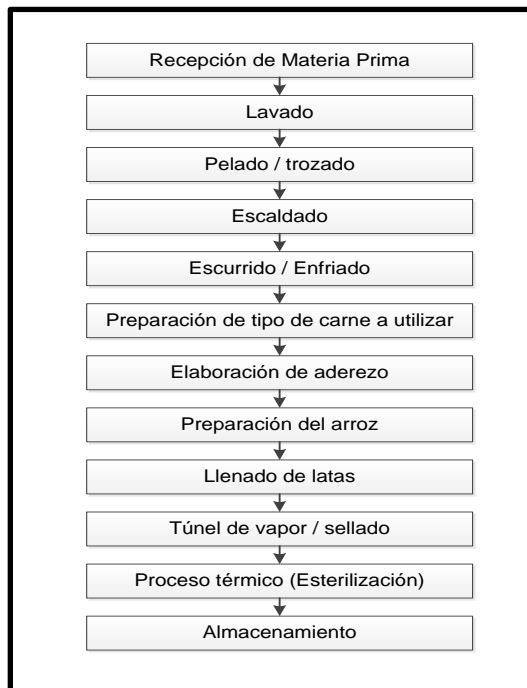 Recepción de Materia Prima
Lavado
Pelado / trozado
Escaldado
Escurrido / Enfriado
Preparación de tipo de carne a utilizar
Elaboración de aderezo
Preparación del arroz
Llenado de latas
Túnel de vapor / sellado
Proceso térmico (Esterilización)
Almacenamiento